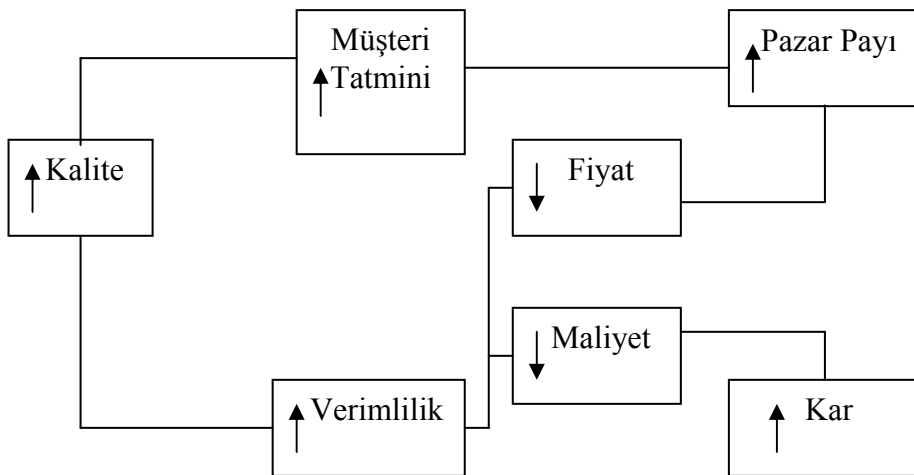 Müşteri
Tatmini
Pazar Payı
Kalite
Fiyat
Maliyet
Verimlilik
Kar